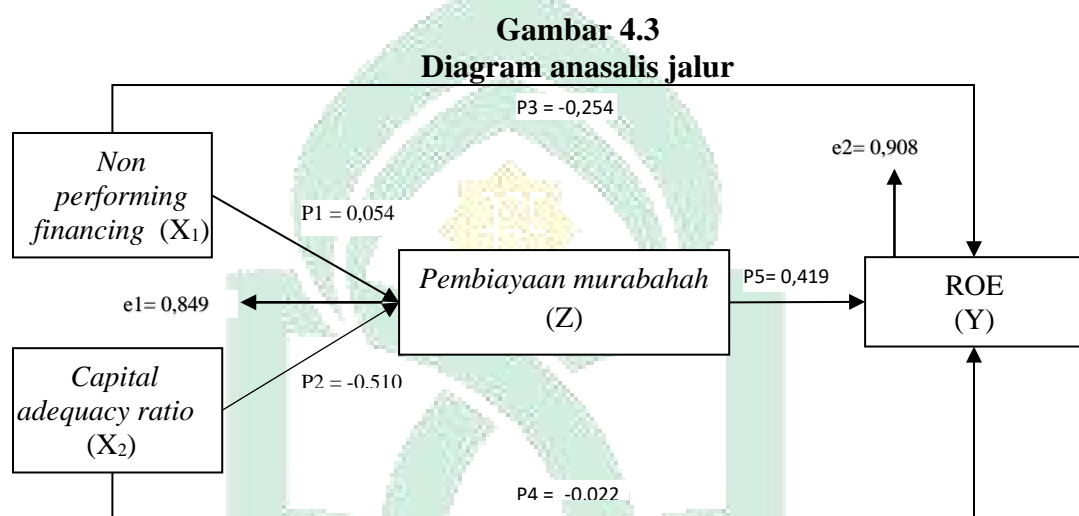 Gambar 4.3
Diagram anasalis jalur
P3 = -0,254
Non
performing
financing (X₁)
e2= 0,908
P1 = 0,054
Pembiayaan murabahah
(Z)
P5= 0,419
ROE
(Y)
e1= 0,849
P2 = -0.510
Capital
adequacy ratio
(X₂)
P4 = -0.022